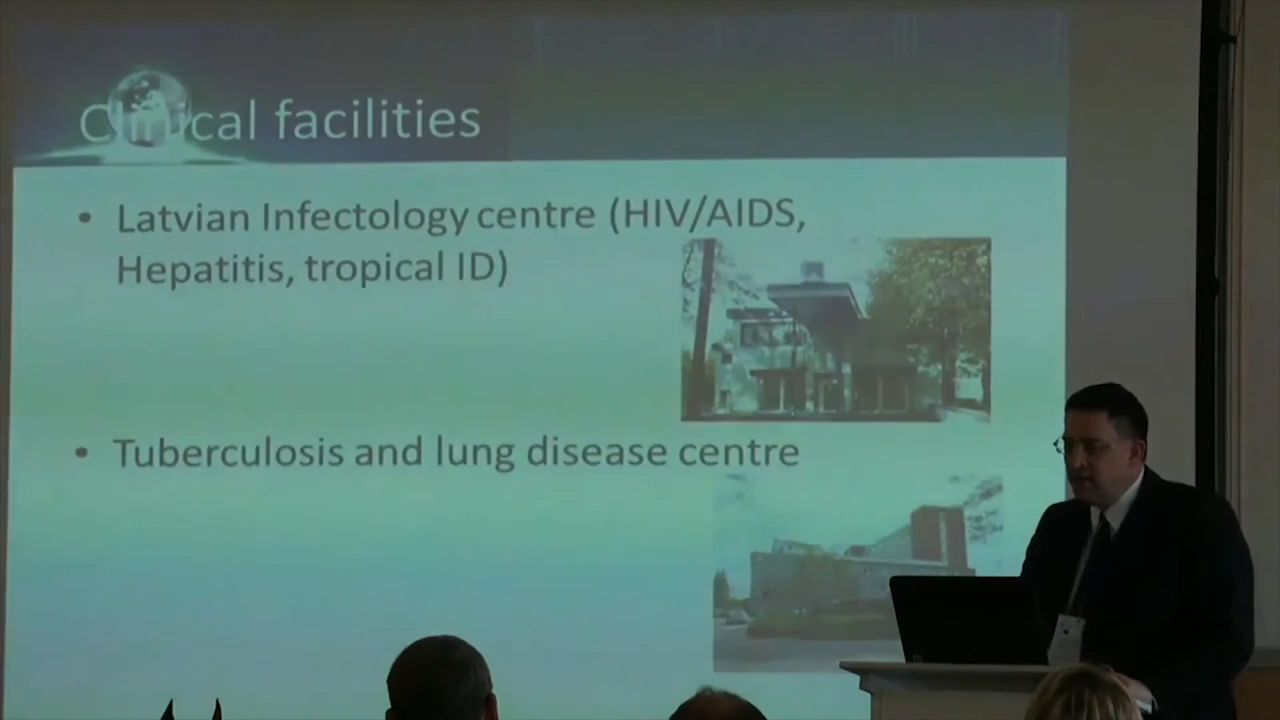 Clinical facilities
• Latvian Infectology centre (HIV/AIDS,
Hepatitis, tropical ID)
• Tuberculosis and lung disease centre